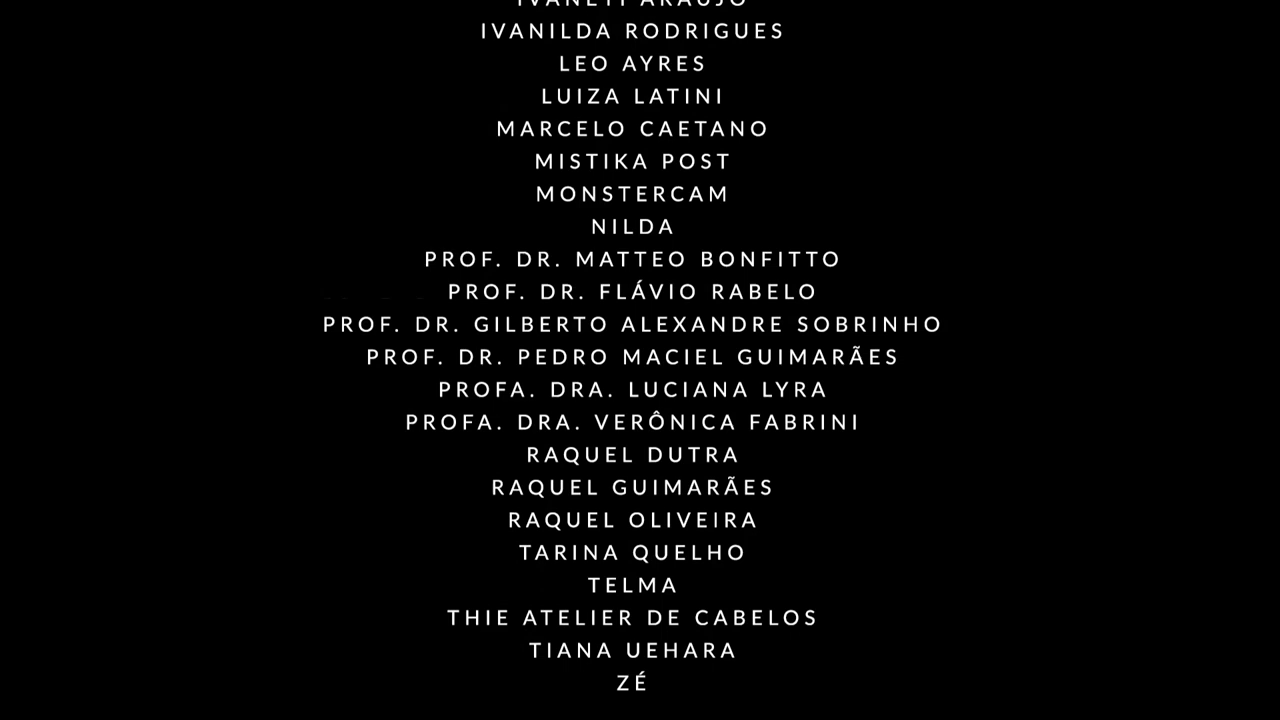 IVANETI ARAUJO
IVANILDA RODRIGUES
LEO AYRES
LUIZA LATINI
MARCELO CAETANO
MISTIKA POST
MONSTERCAM
NILDA
PROF. DR. MATTEO BONFITTO
PROF. DR. FLÁVIO RABELO
PROF. DR. GILBERTO ALEXANDRE SOBRINHO
PROF. DR. PEDRO MACIEL GUIMARÃES
PROFA. DRA. LUCIANA LYRA
PROFA. DRA. VERÔNICA FABRINI
RAQUEL DUTRA
RAQUEL GUIMARÃES
RAQUEL OLIVEIRA
TARINA QUELHO
TELMA
THIE ATELIER DE CABELOS
TIANA UEHARA
ZÉ